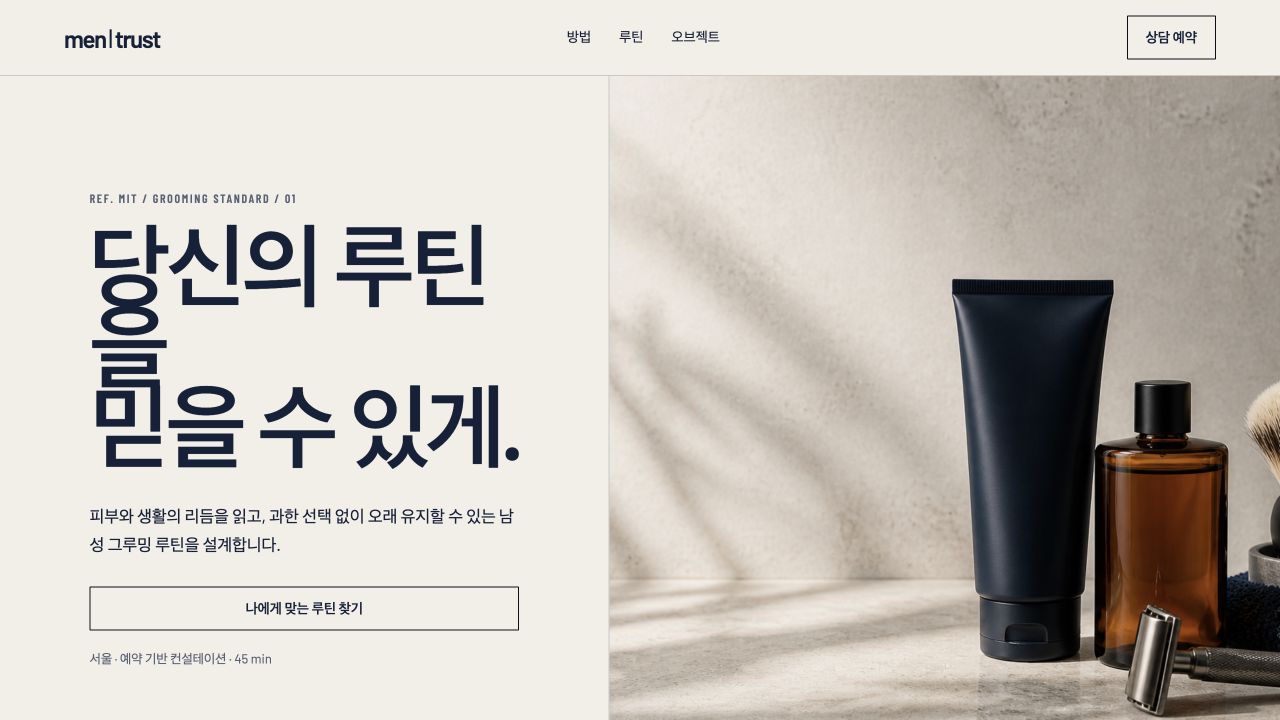 men|trust
방법
루틴
오브젝트
상담 예약
REF. MIT / GROOMING STANDARD / 01
당신의 루틴
을
믿을 수 있게.
피부와 생활의 리듬을 읽고, 과한 선택 없이 오래 유지할 수 있는 남
성 그루밍 루틴을 설계합니다.
나에게 맞는 루틴 찾기
서울 · 예약 기반 컨설테이션 · 45 min